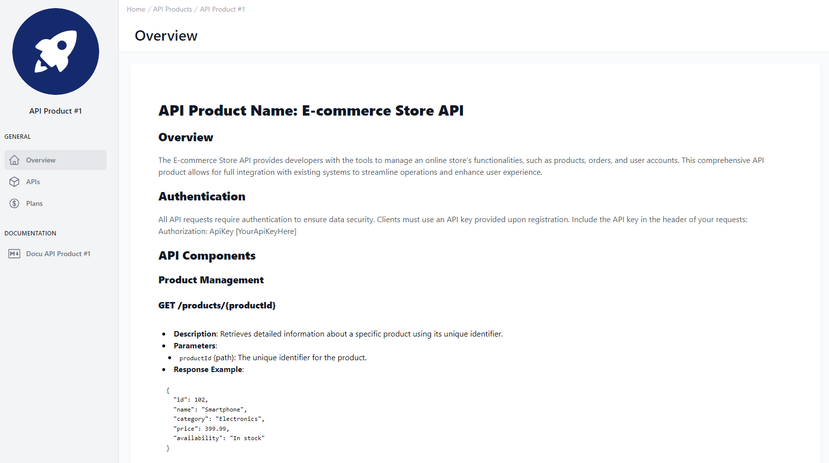 Home / API Products / API Product #1
Overview
API Product #1
GENERAL
Overview
APIs
Plans
DOCUMENTATION
M
Docu API Product #1
API Product Name: E-commerce Store API
Overview
The E-commerce Store API provides developers with the tools to manage an online store's functionalities, such as products, orders, and user accounts. This comprehensive API
product allows for full integration with existing systems to streamline operations and enhance user experience.
Authentication
All API requests require authentication to ensure data security. Clients must use an API key provided upon registration. Include the API key in the header of your requests:
Authorization: ApiKey [YourApiKeyHere]
API Components
Product Management
GET /products/{productId}
• Description: Retrieves detailed information about a specific product using its unique identifier.
• Parameters:
• productId (path): The unique identifier for the product.
• Response Example:
{
"id": 102,
"name": "Smartphone",
"category": "Electronics",
"price": 399.99,
"availability": "In stock"
}